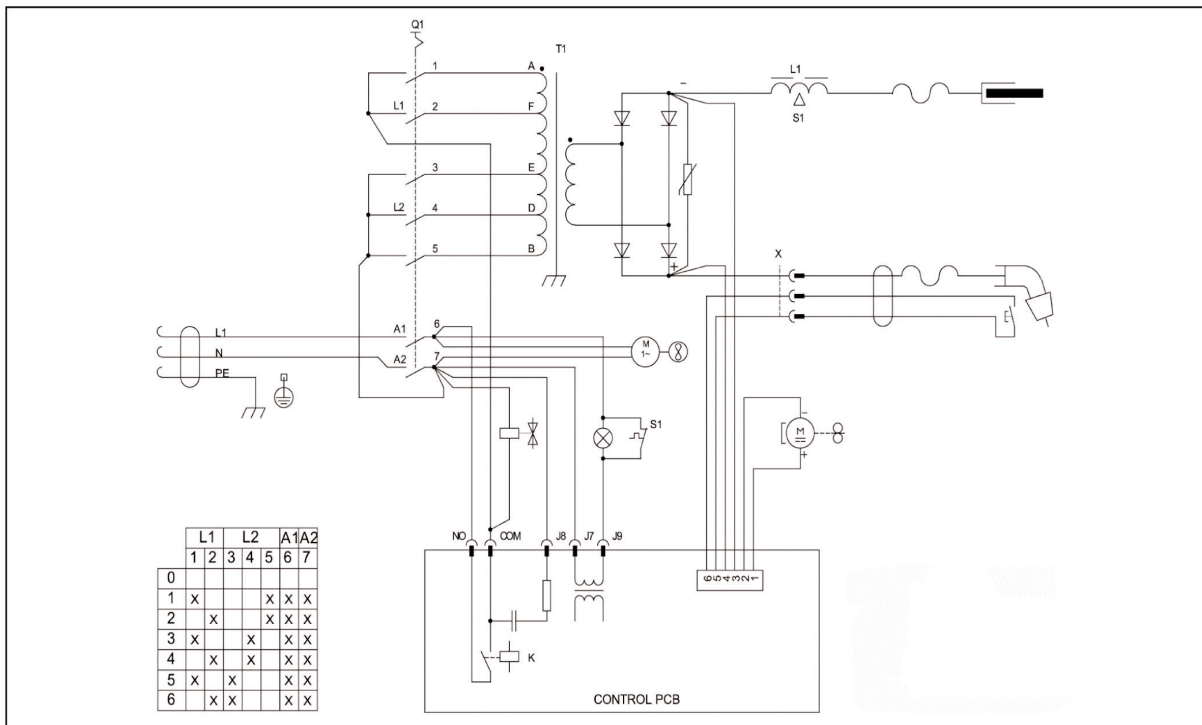 Q1
T1
1
A
L1
2
F
3
E
L2
4
D
5
B
−
+
L1
S1
X
L1
A1
6
N
A2
7
PE
M
1~
S1
M
−
+
NO
COM
J8
J7
J9
6 5 4 3 2 1
K
CONTROL PCB
L1 L2 A1 A2
1 2 3 4 5 6 7
0
1 X X X X
2 X X X X
3 X X X X
4 X X X X
5 X X X X
6 X X X X